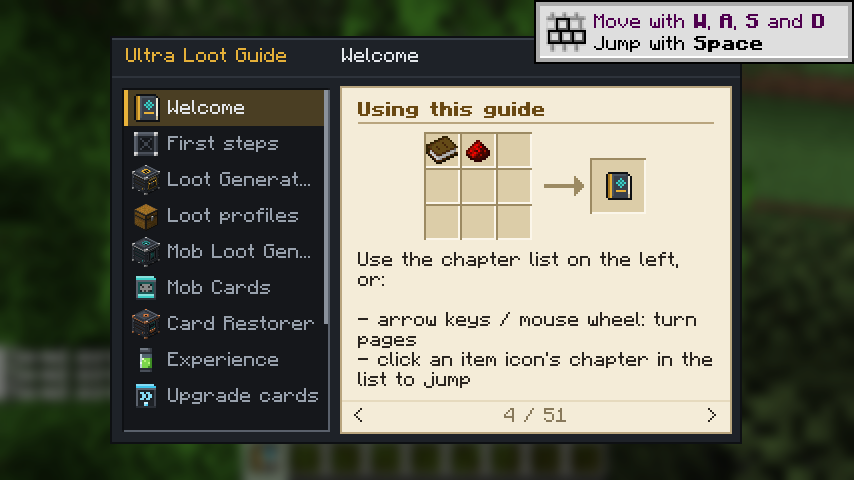 Move with W, A, S and D
Jump with Space
Ultra Loot Guide
Welcome
Welcome
First steps
Loot Generat...
Loot profiles
Mob Loot Gen...
Mob Cards
Card Restorer
Experience
Upgrade cards
Using this guide
Use the chapter list on the left,
or:
- arrow keys / mouse wheel: turn
pages
- click an item icon's chapter in the
list to jump
< 4 / 51 >